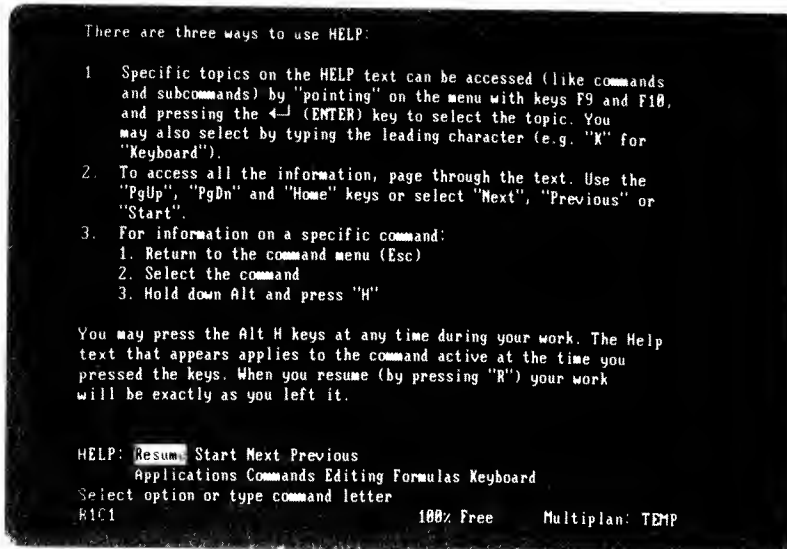 There are three ways to use HELP:
1 Specific topics on the HELP text can be accessed (like commands
and subcommands) by "pointing" on the menu with keys F9 and F10,
and pressing the ◄─┘ (ENTER) key to select the topic. You
may also select by typing the leading character (e.g. "K" for
"Keyboard").
2. To access all the information, page through the text. Use the
"PgUp", "PgDn" and "Home" keys or select "Next", "Previous" or
"Start".
3. For information on a specific command:
1. Return to the command menu (Esc)
2. Select the command
3. Hold down Alt and press "H"
You may press the Alt H keys at any time during your work. The Help
text that appears applies to the command active at the time you
pressed the keys. When you resume (by pressing "R") your work
will be exactly as you left it.
HELP: Resume Start Next Previous
Applications Commands Editing Formulas Keyboard
Select option or type command letter
R1C1 100% Free Multiplan: TEMP